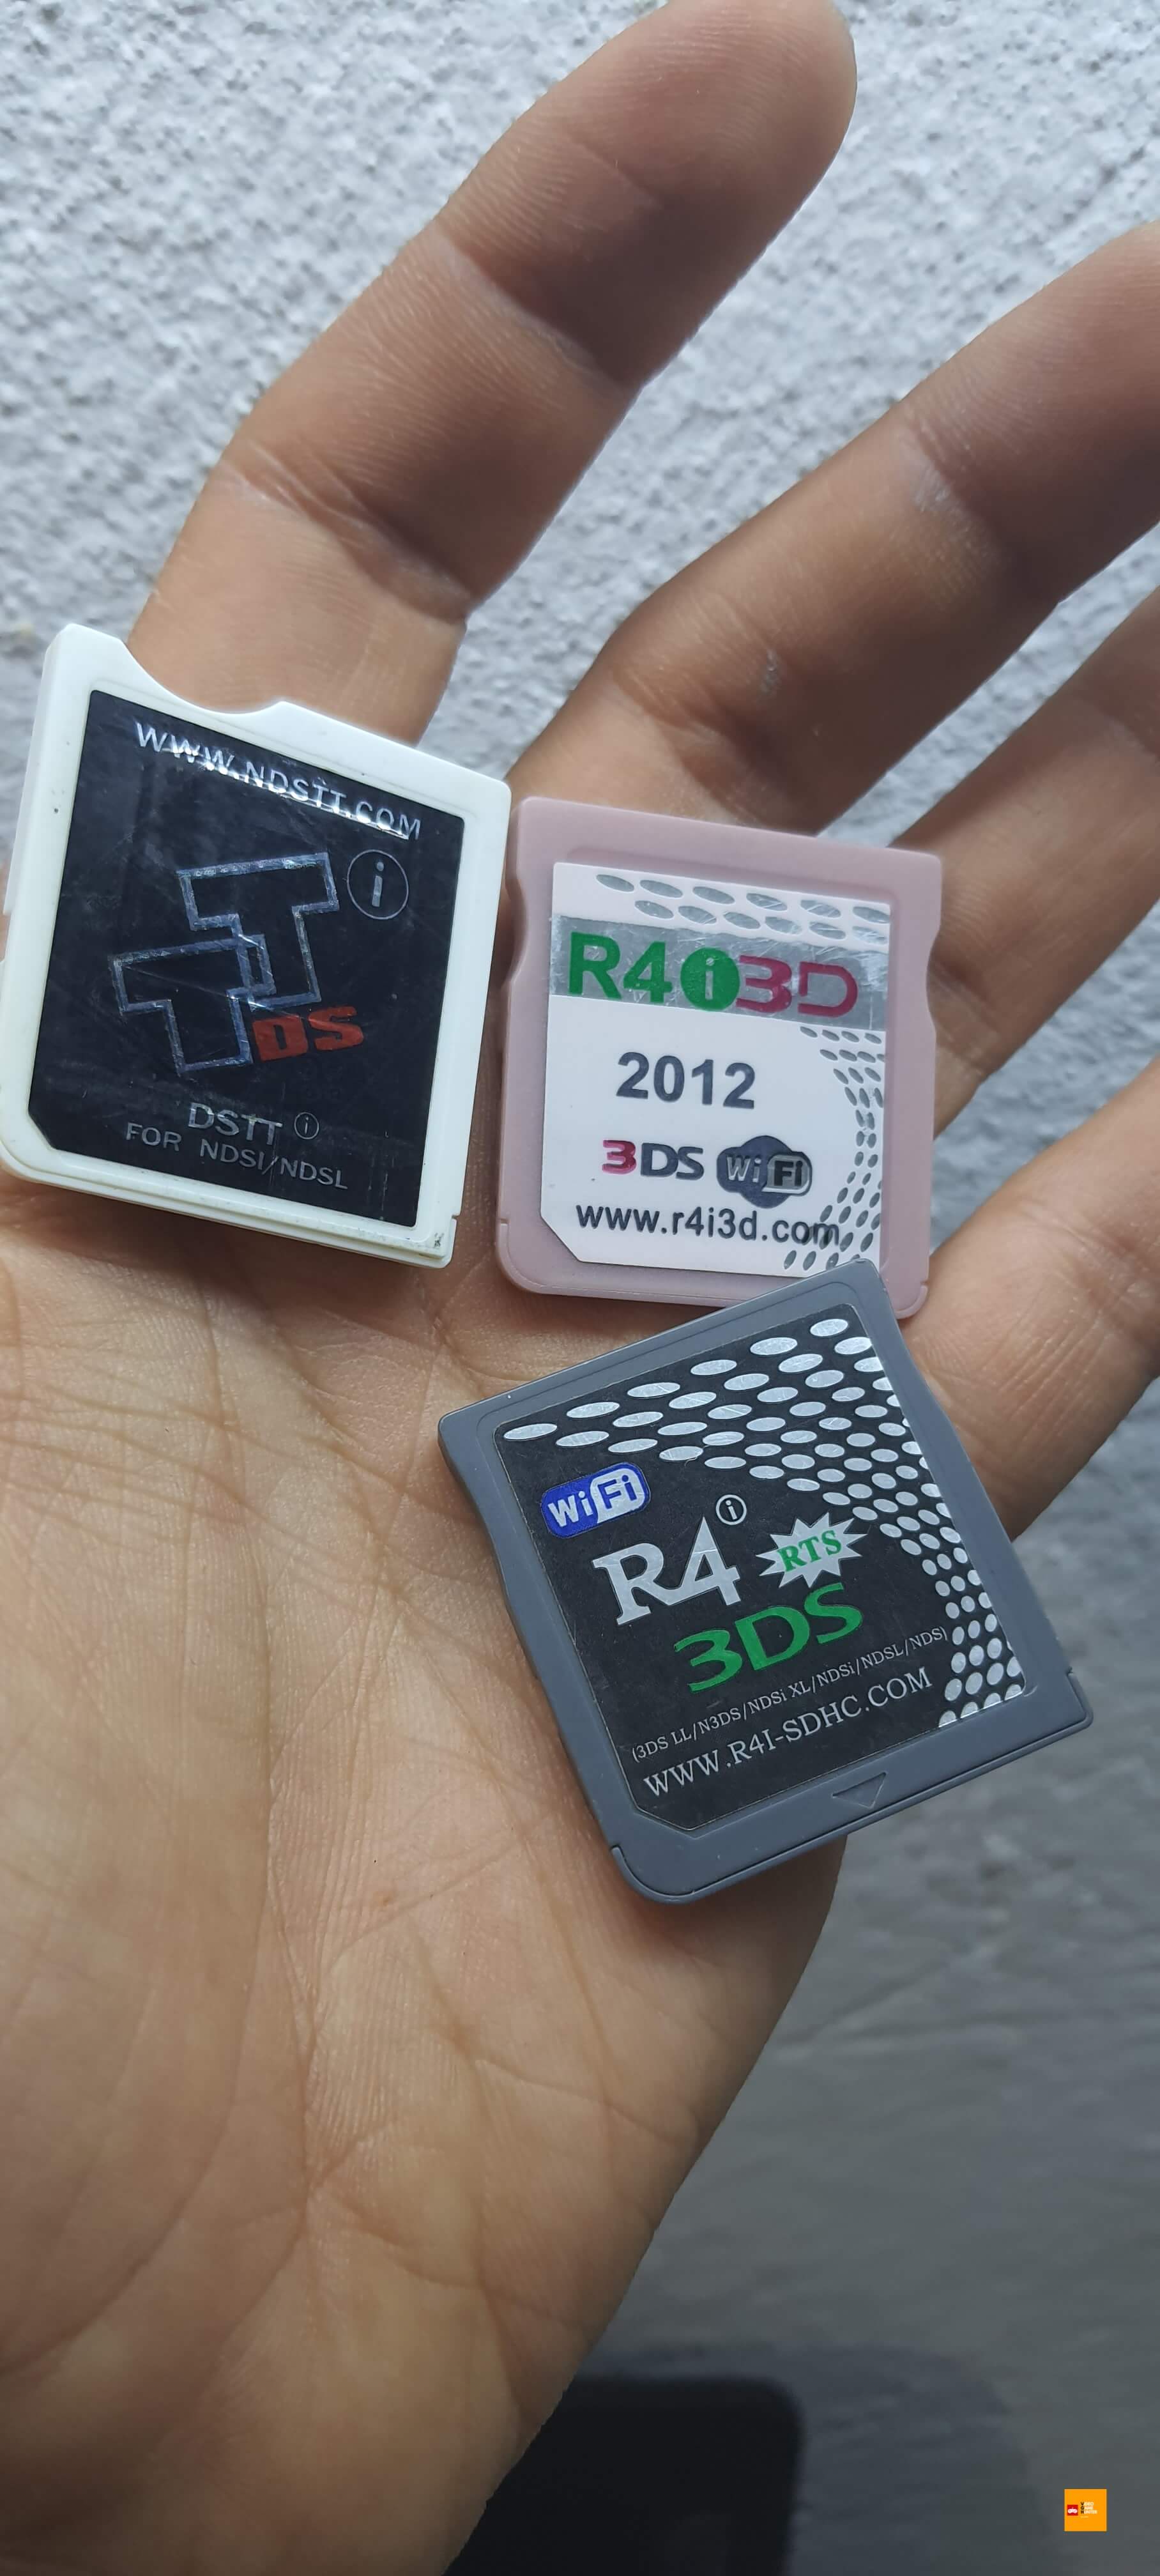 WWW.NDSTT.COM
i
TT
DS
DSTT i
FOR NDSi/NDSL
R4i3D
2012
3DS WiFi
www.r4i3d.com
WiFi
R4 i RTS
3DS
(3DS LL/N3DS/NDSi XL/NDSi/NDSL/NDS)
WWW.R4I-SDHC.COM